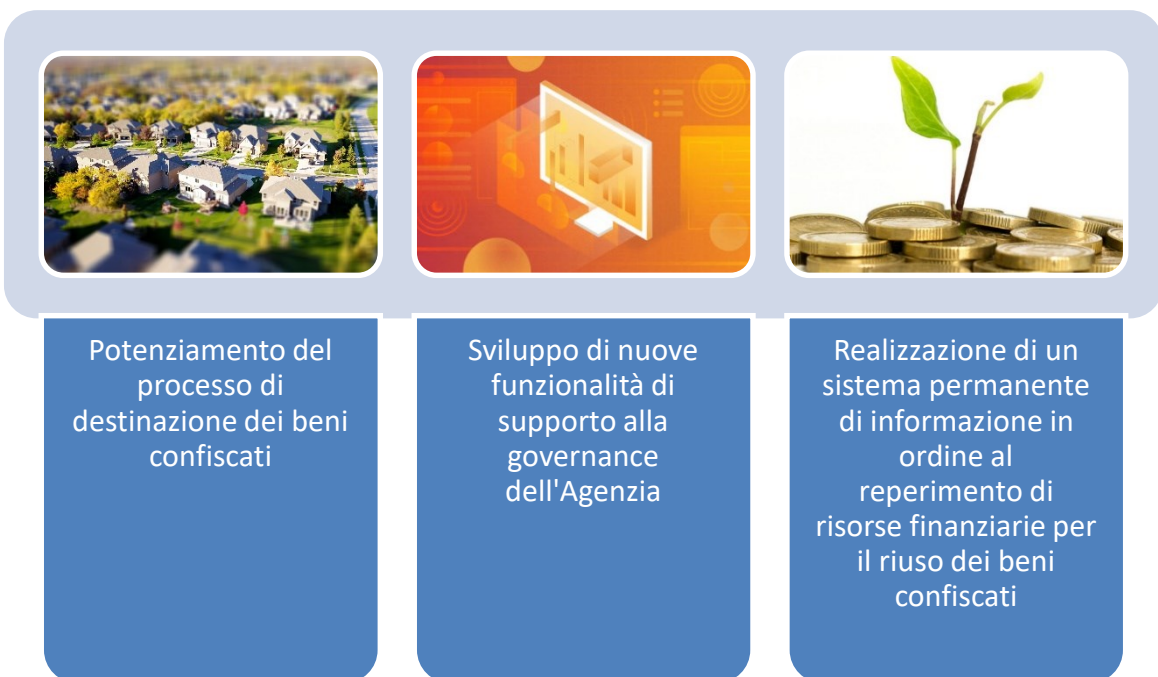 Potenziamento del
processo di
destinazione dei beni
confiscati
Sviluppo di nuove
funzionalità di
supporto alla
governance
dell'Agenzia
Realizzazione di un
sistema permanente
di informazione in
ordine al
reperimento di
risorse finanziarie per
il riuso dei beni
confiscati